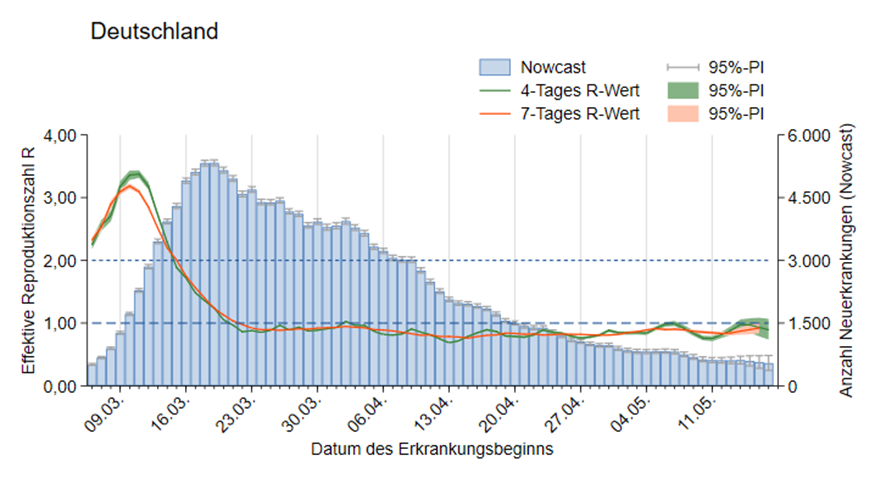 Deutschland
Nowcast 95%-PI
4-Tages R-Wert 95%-PI
7-Tages R-Wert 95%-PI
4,00 6.000
3,00 4.500
2,00 3.000
1,00 1.500
0,00 0
Effektive Reproduktionszahl R
Anzahl Neuerkrankungen (Nowcast)
09.03. 16.03. 23.03. 30.03. 06.04. 13.04. 20.04. 27.04. 04.05. 11.05.
Datum des Erkrankungsbeginns